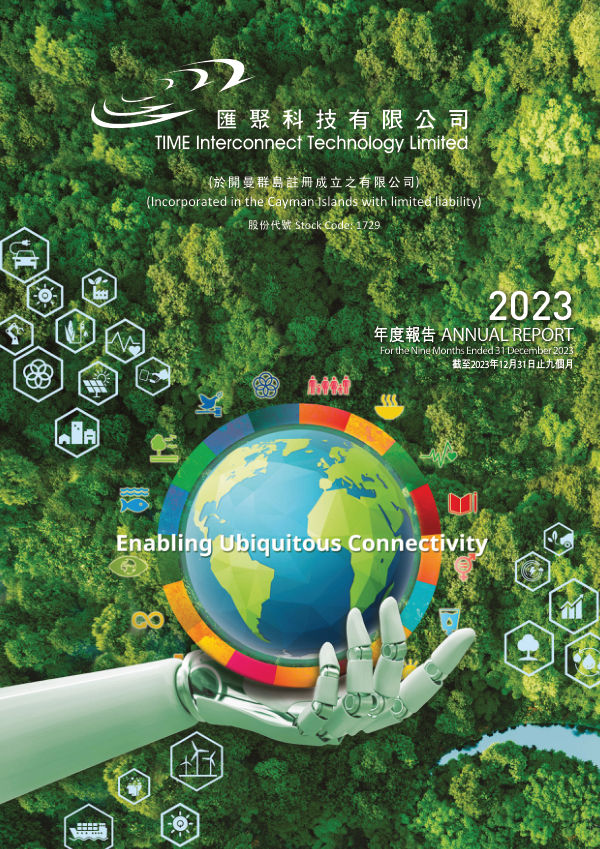 匯聚科技有限公司
TIME Interconnect Technology Limited
(於開曼群島註冊成立之有限公司)
(Incorporated in the Cayman Islands with limited liability)
股份代號 Stock Code: 1729
2023
年度報告 ANNUAL REPORT
For the Nine Months Ended 31 December 2023
截至2023年12月31日止九個月
Enabling Ubiquitous Connectivity